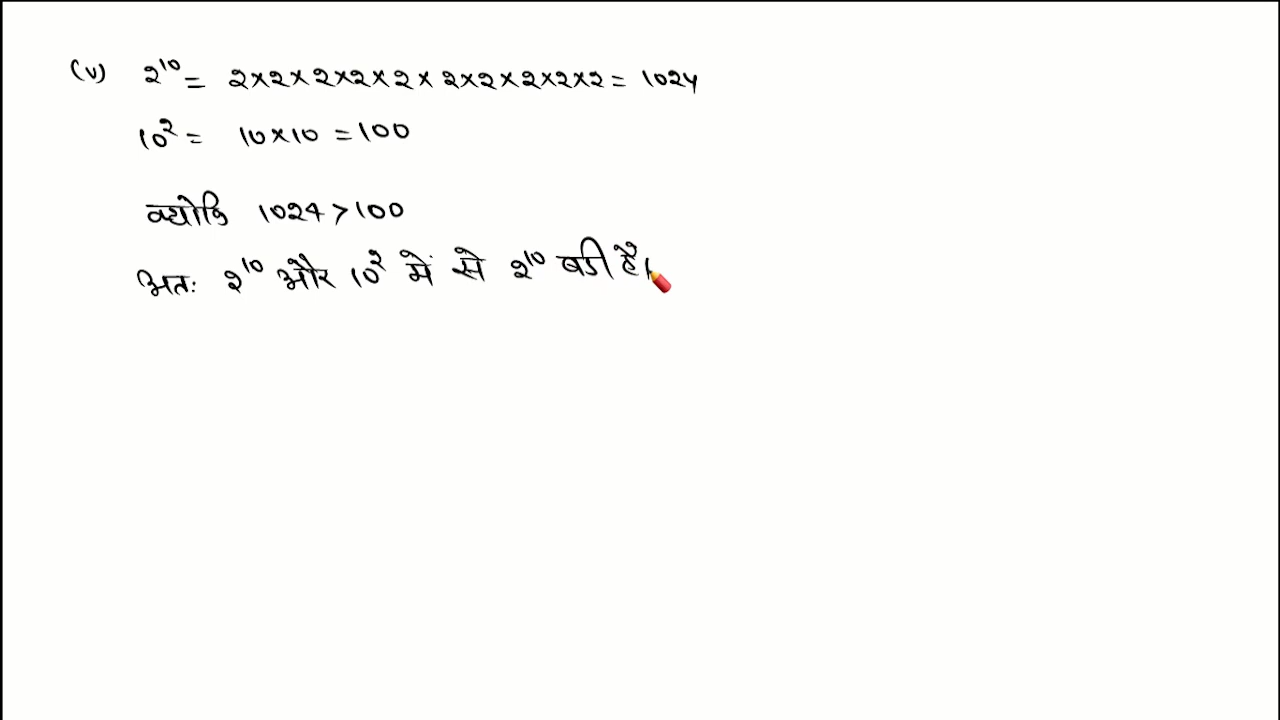 (v) 2¹⁰ = 2×2×2×2×2×2×2×2×2×2 = 1024
10² = 10×10 = 100
क्योकि 1024 > 100
अतः 2¹⁰ और 10² में से 2¹⁰ बडी है।